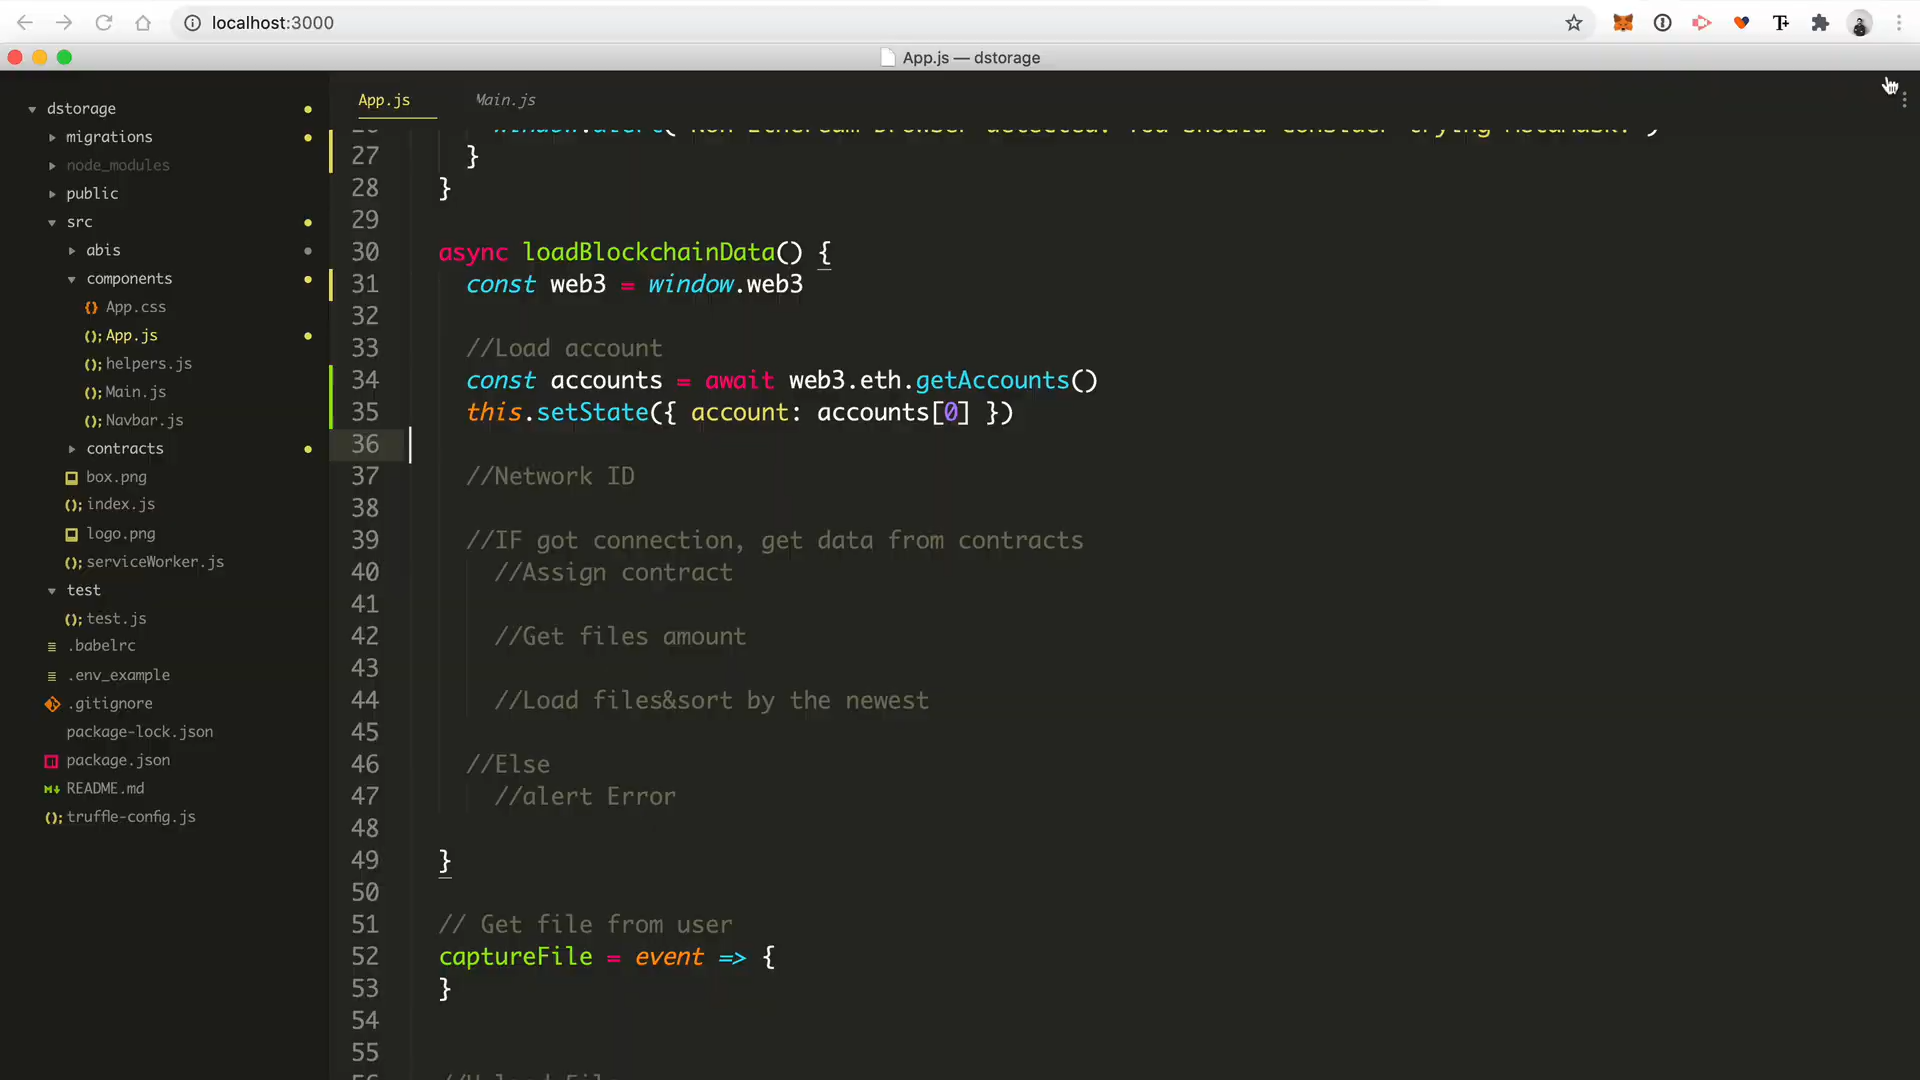 localhost:3000
App.js — dstorage
dstorage
migrations
node_modules
public
src
abis
components
App.css
App.js
helpers.js
Main.js
Navbar.js
contracts
box.png
index.js
logo.png
serviceWorker.js
test
test.js
.babelrc
.env_example
.gitignore
package-lock.json
package.json
README.md
truffle-config.js
App.js
Main.js
27 }
28 }
29
30 async loadBlockchainData() {
31 const web3 = window.web3
32
33 //Load account
34 const accounts = await web3.eth.getAccounts()
35 this.setState({ account: accounts[0] })
36
37 //Network ID
38
39 //IF got connection, get data from contracts
40 //Assign contract
41
42 //Get files amount
43
44 //Load files&sort by the newest
45
46 //Else
47 //alert Error
48
49 }
50
51 // Get file from user
52 captureFile = event => {
53 }
54
55